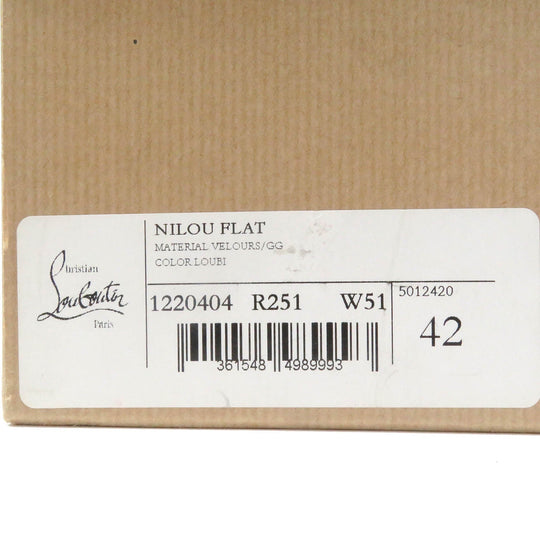 Christian
Louboutin
Paris
NILOU FLAT
MATERIAL VELOURS/GG
COLOR LOUBI
1220404 R251 W51
5012420
42
361548 4989993